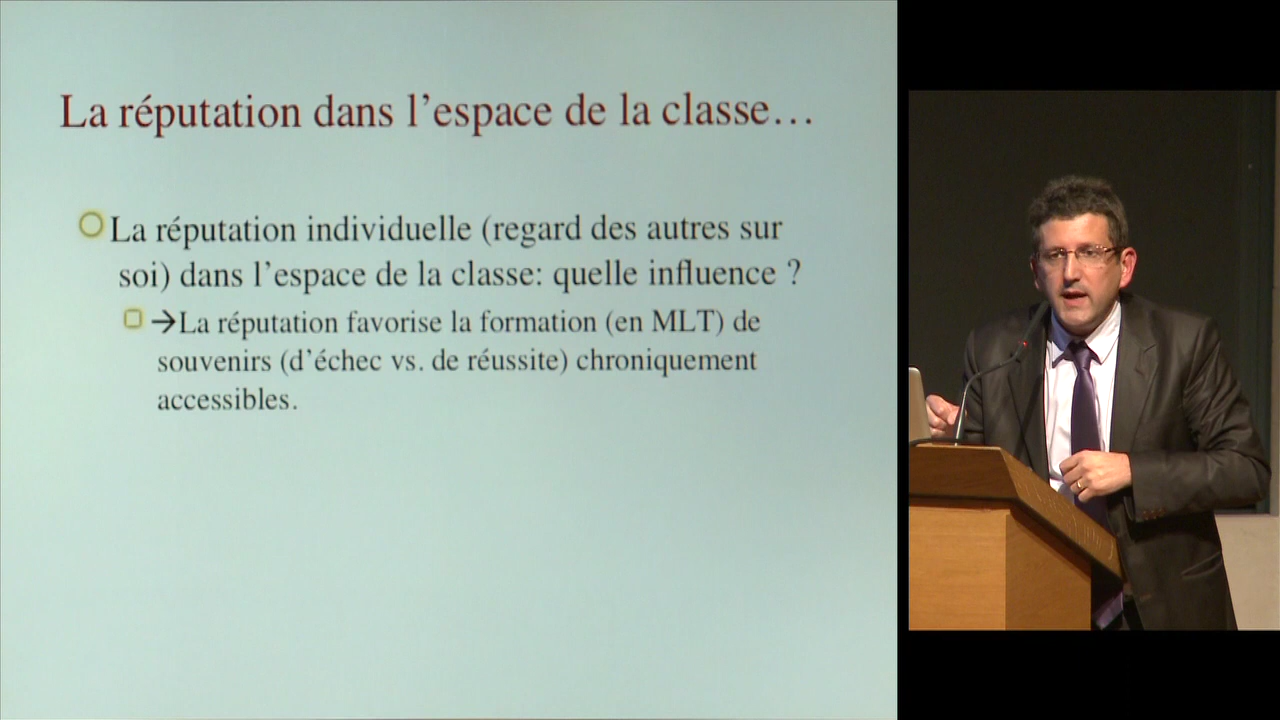 La réputation dans l’espace de la classe…
La réputation individuelle (regard des autres sur
soi) dans l’espace de la classe: quelle influence ?
→La réputation favorise la formation (en MLT) de
souvenirs (d’échec vs. de réussite) chroniquement
accessibles.